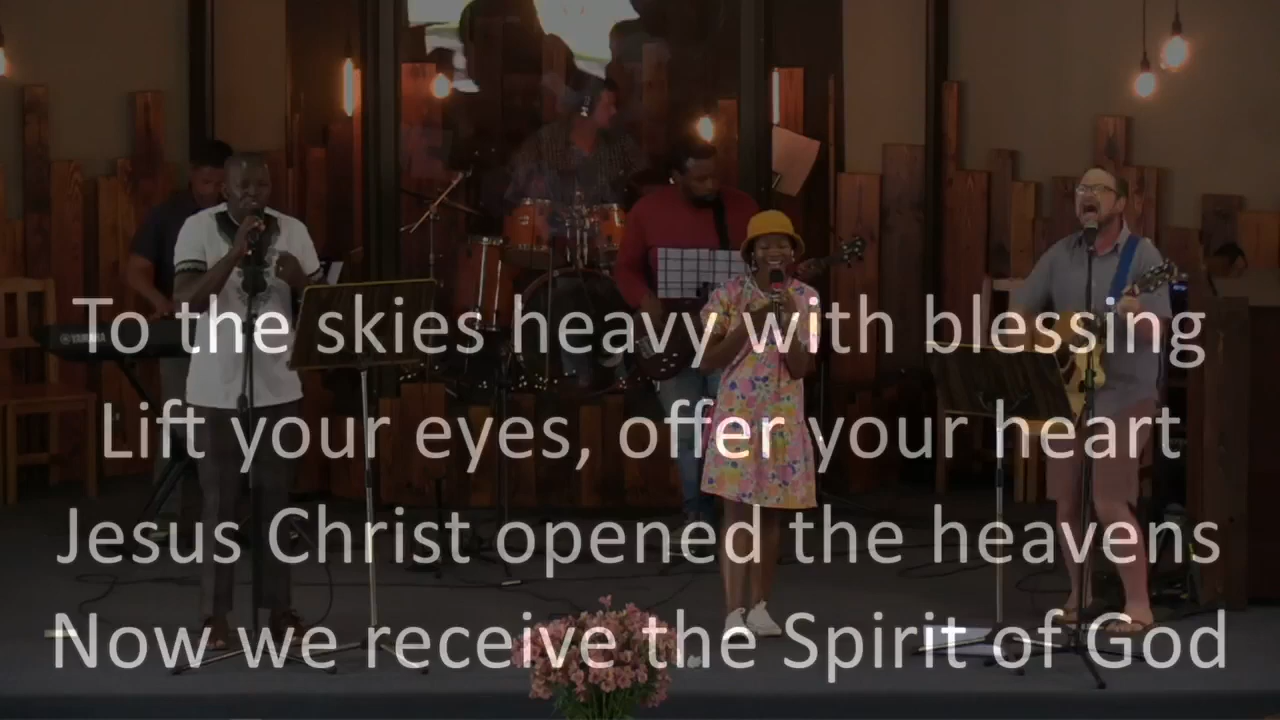 To the skies heavy with blessing
Lift your eyes, offer your heart
Jesus Christ opened the heavens
Now we receive the Spirit of God
YAMAHA